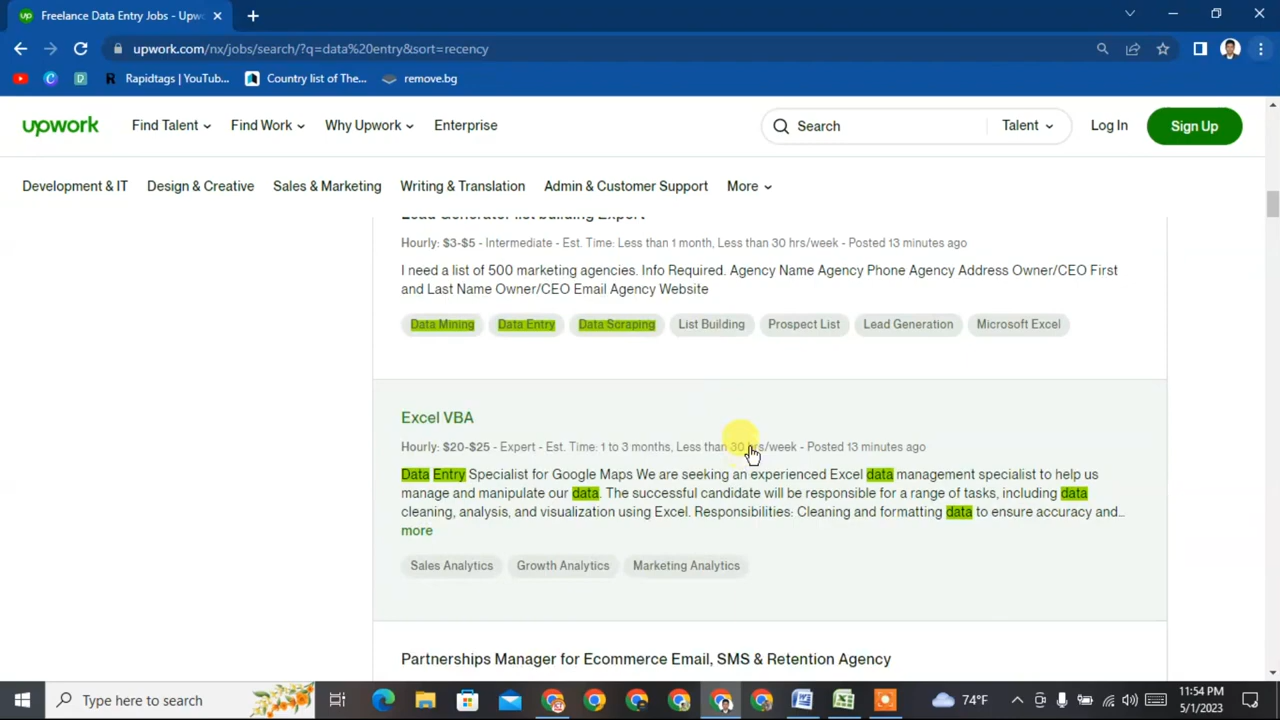 Freelance Data Entry Jobs - Upw
upwork.com/nx/jobs/search/?q=data%20entry&sort=recency
Rapidtags | YouTub...
Country list of The...
remove.bg
upwork
Find Talent
Find Work
Why Upwork
Enterprise
Search
Talent
Log In
Sign Up
Development & IT
Design & Creative
Sales & Marketing
Writing & Translation
Admin & Customer Support
More
Lead Generator list building Expert
Hourly: $3-$5 - Intermediate - Est. Time: Less than 1 month, Less than 30 hrs/week - Posted 13 minutes ago
I need a list of 500 marketing agencies. Info Required. Agency Name Agency Phone Agency Address Owner/CEO First
and Last Name Owner/CEO Email Agency Website
Data Mining
Data Entry
Data Scraping
List Building
Prospect List
Lead Generation
Microsoft Excel
Excel VBA
Hourly: $20-$25 - Expert - Est. Time: 1 to 3 months, Less than 30 hrs/week - Posted 13 minutes ago
Data Entry Specialist for Google Maps We are seeking an experienced Excel data management specialist to help us
manage and manipulate our data. The successful candidate will be responsible for a range of tasks, including data
cleaning, analysis, and visualization using Excel. Responsibilities: Cleaning and formatting data to ensure accuracy and...
more
Sales Analytics
Growth Analytics
Marketing Analytics
Partnerships Manager for Ecommerce Email, SMS & Retention Agency
Type here to search
74°F
11:54 PM
5/1/2023